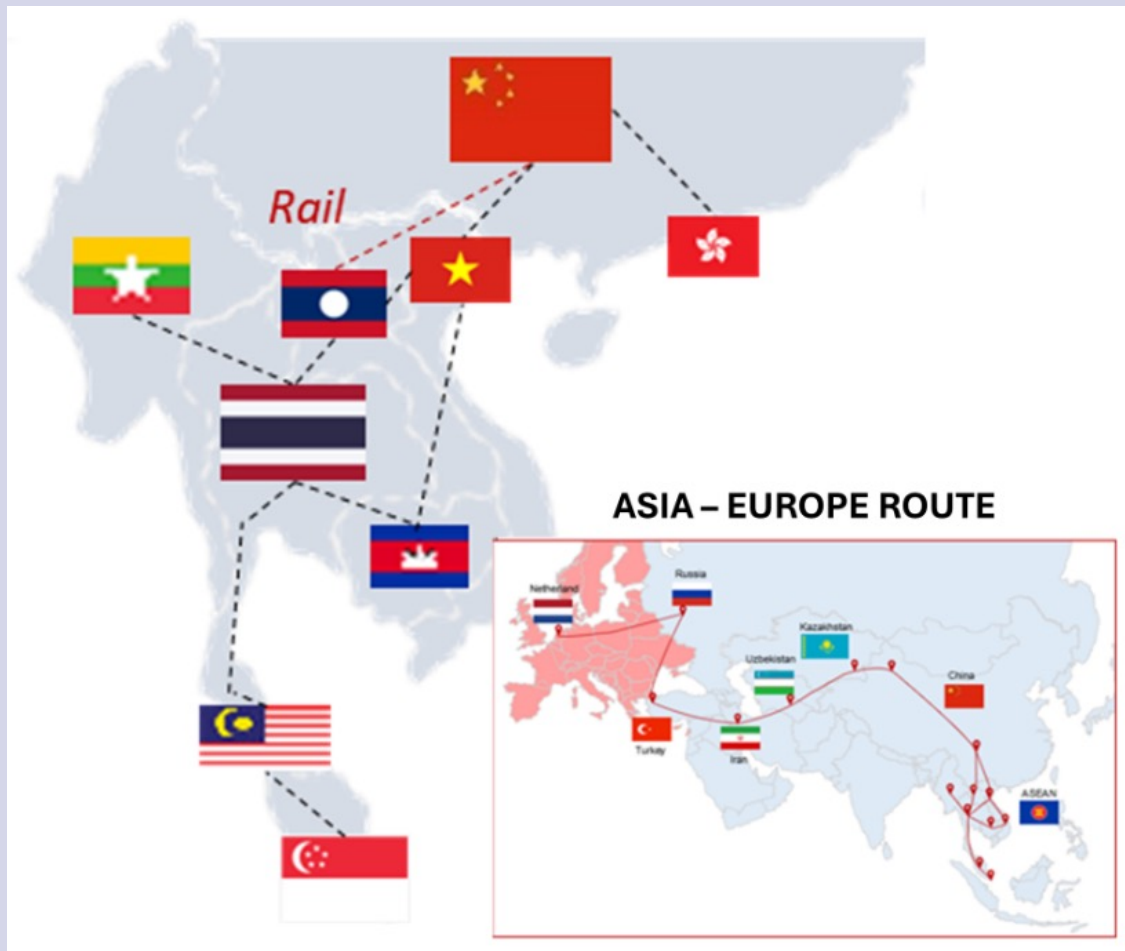 Rail
ASIA – EUROPE ROUTE
Netherland
Russia
Kazakhstan
Uzbekistan
China
Turkey
Iran
ASEAN